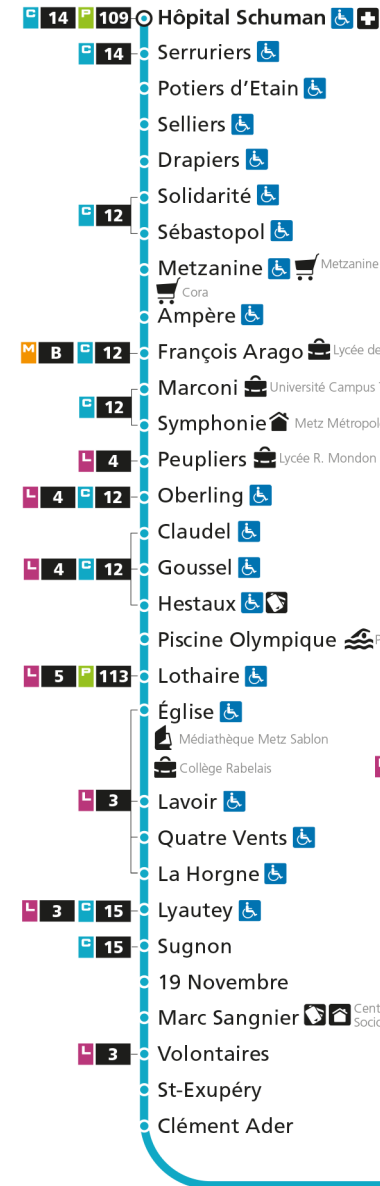 C 14 P 109 Hôpital Schuman
C 14 Serruriers
Potiers d'Etain
Selliers
Drapiers
Solidarité
C 12
Sébastopol
Metzanine Metzanine
Cora
Ampère
M B C 12 François Arago Lycée de
Marconi Université Campus
C 12
Symphonie Metz Métropol
L 4 Peupliers Lycée R. Mondon
L 4 C 12 Oberling
Claudel
L 4 C 12 Goussel
Hestaux
Piscine Olympique P
L 5 P 113 Lothaire
Église
Médiathèque Metz Sablon
Collège Rabelais
L 3 Lavoir
Quatre Vents
La Horgne
L 3 C 15 Lyautey
C 15 Sugnon
19 Novembre
Marc Sangnier Cent
Socio
L 3 Volontaires
St-Exupéry
Clément Ader